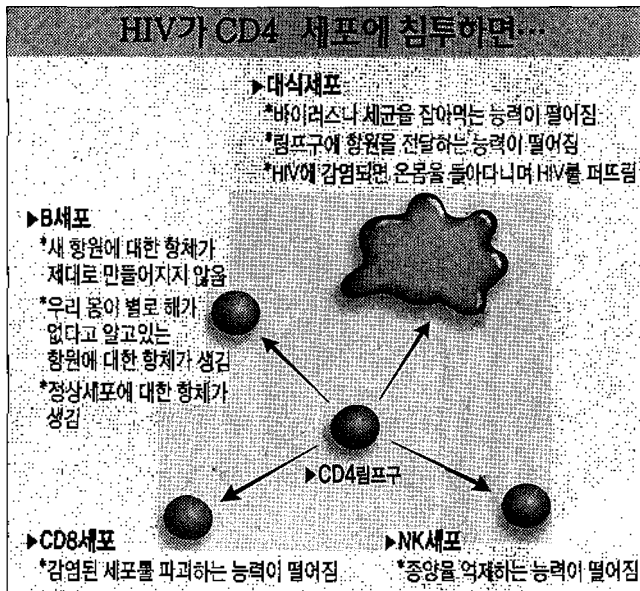 HIV가 CD4 세포에 침투하면…
▶대식세포
*바이러스나 세균을 잡아먹는 능력이 떨어짐
*림프구에 항원을 전달하는 능력이 떨어짐
*HIV에 감염되면 온몸을 돌아다니며 HIV를 퍼뜨림
▶B세포
*새 항원에 대한 항체가
제대로 만들어지지 않음
*우리 몸이 별로 해가
없다고 알고있는
항원에 대한 항체가 생김
*정상세포에 대한 항체가
생김
▶CD4림프구
▶CD8세포
*감염된 세포를 파괴하는 능력이 떨어짐
▶NK세포
*종양을 억제하는 능력이 떨어짐